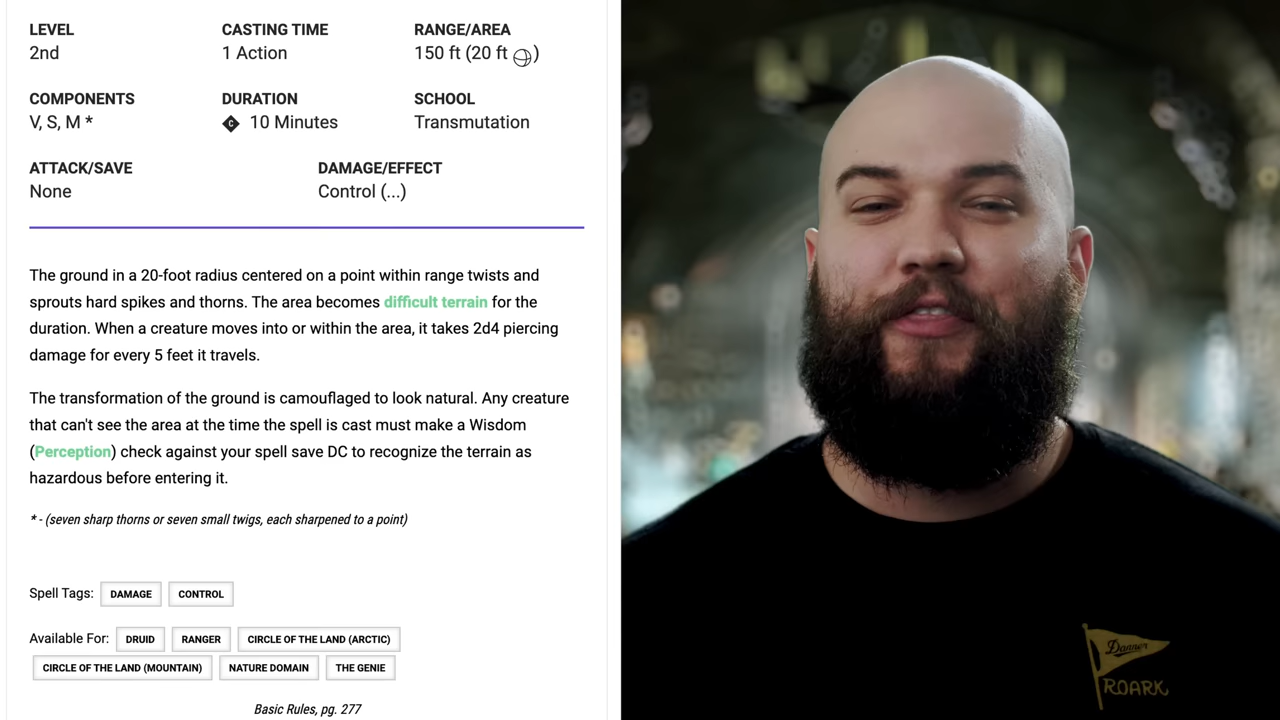 LEVEL CASTING TIME RANGE/AREA
2nd 1 Action 150 ft (20 ft )
COMPONENTS DURATION SCHOOL
V, S, M * C 10 Minutes Transmutation
ATTACK/SAVE DAMAGE/EFFECT
None Control (...)
The ground in a 20-foot radius centered on a point within range twists and
sprouts hard spikes and thorns. The area becomes difficult terrain for the
duration. When a creature moves into or within the area, it takes 2d4 piercing
damage for every 5 feet it travels.
The transformation of the ground is camouflaged to look natural. Any creature
that can't see the area at the time the spell is cast must make a Wisdom
(Perception) check against your spell save DC to recognize the terrain as
hazardous before entering it.
* - (seven sharp thorns or seven small twigs, each sharpened to a point)
Spell Tags: DAMAGE CONTROL
Available For: DRUID RANGER CIRCLE OF THE LAND (ARCTIC)
CIRCLE OF THE LAND (MOUNTAIN) NATURE DOMAIN THE GENIE
Basic Rules, pg. 277
Danner
ROARK